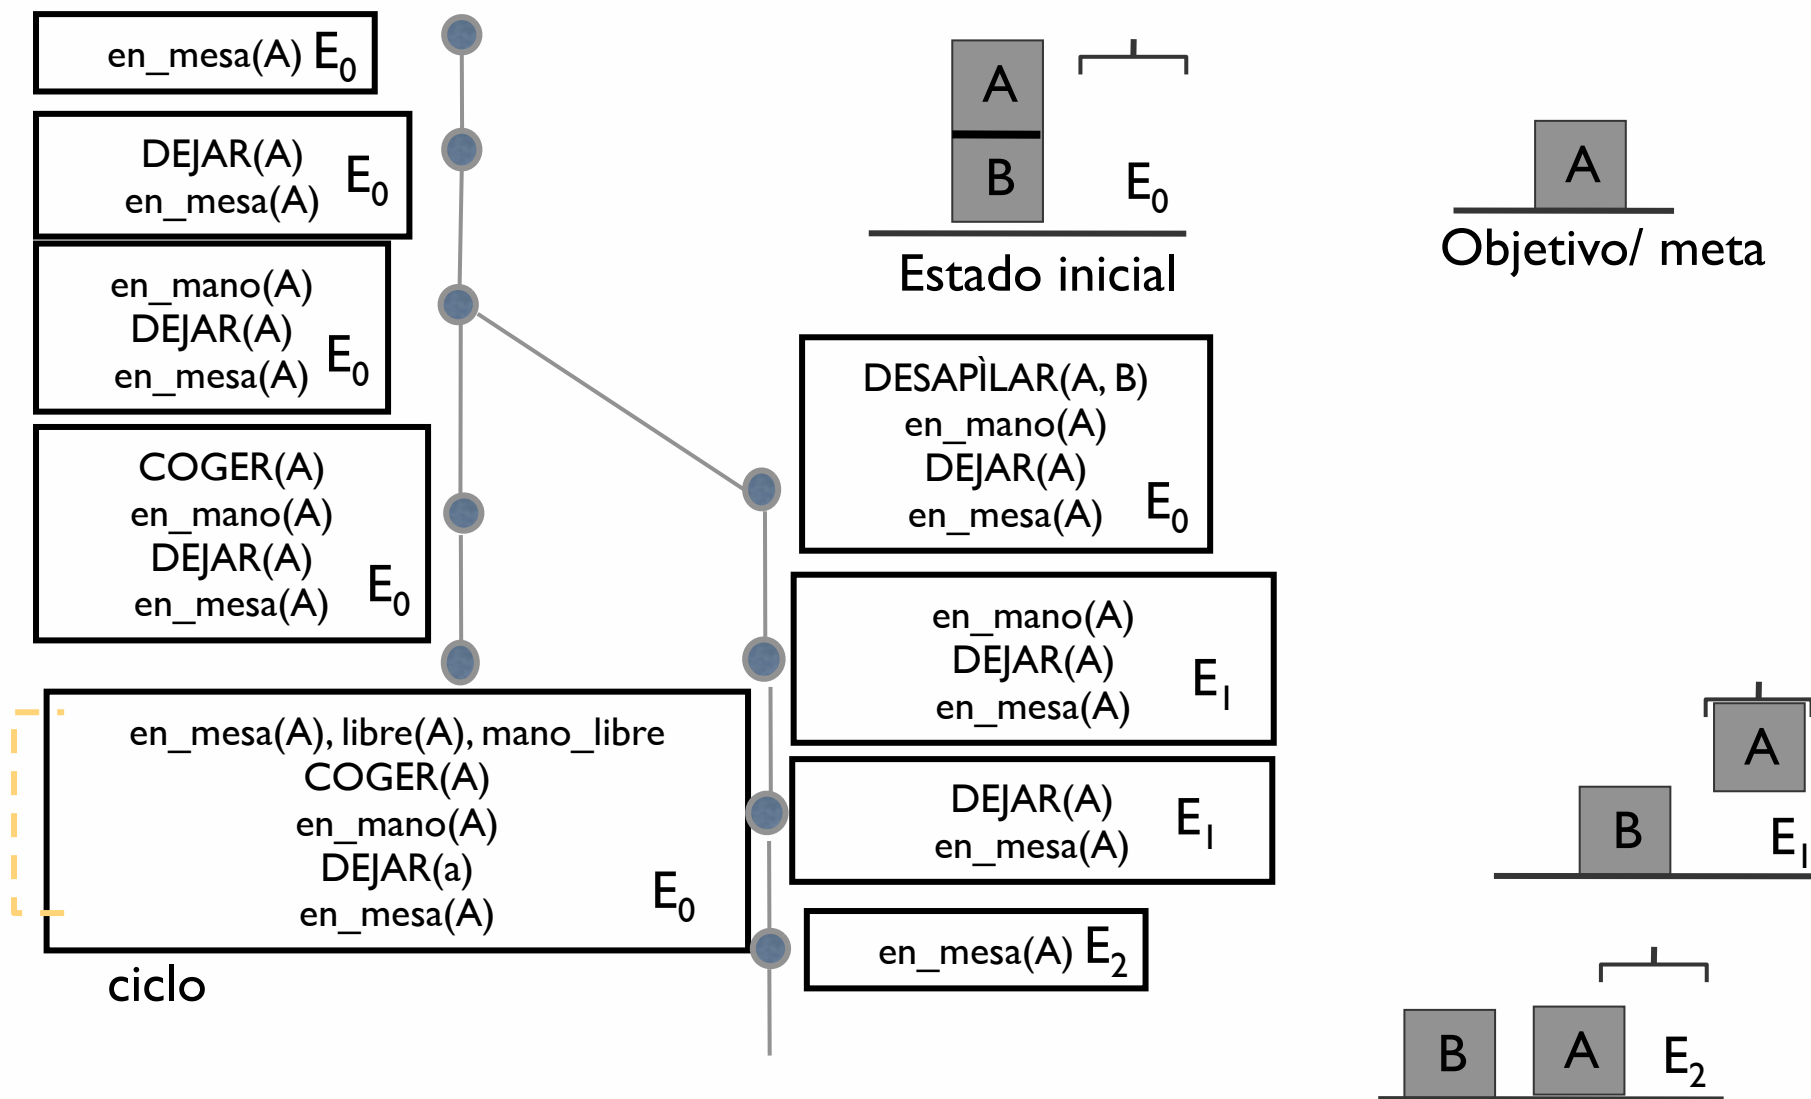 en_mesa(A) E0
DEJAR(A)
en_mesa(A) E0
en_mano(A)
DEJAR(A)
en_mesa(A) E0
COGER(A)
en_mano(A)
DEJAR(A)
en_mesa(A) E0
en_mesa(A), libre(A), mano_libre
COGER(A)
en_mano(A)
DEJAR(a)
en_mesa(A) E0
ciclo
A
B
E0
Estado inicial
A
Objetivo/ meta
DESAPÌLAR(A, B)
en_mano(A)
DEJAR(A)
en_mesa(A) E0
en_mano(A)
DEJAR(A)
en_mesa(A) E1
DEJAR(A)
en_mesa(A) E1
en_mesa(A) E2
A
B
E1
B A E2